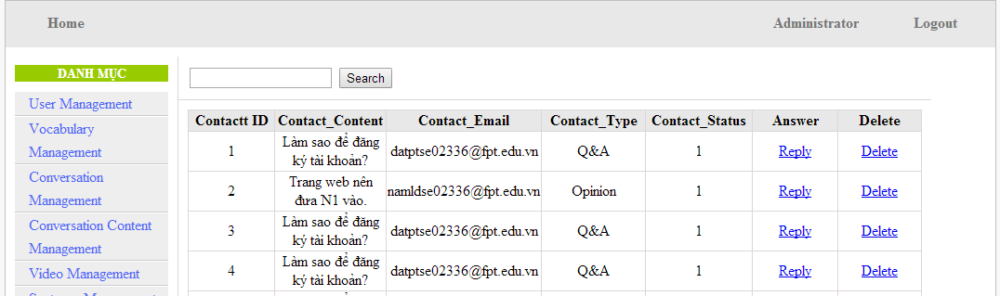 Home Administrator Logout
DANH MỤC
User Management
Vocabulary
Management
Conversation
Management
Conversation Content
Management
Video Management
Search
Contactt ID Contact_Content Contact_Email Contact_Type Contact_Status Answer Delete
1 Làm sao để đăng ký tài khoản? datptse02336@fpt.edu.vn Q&A 1 Reply Delete
2 Trang web nên đưa N1 vào. namldse02336@fpt.edu.vn Opinion 1 Reply Delete
3 Làm sao để đăng ký tài khoản? datptse02336@fpt.edu.vn Q&A 1 Reply Delete
4 Làm sao để đăng ký tài khoản? datptse02336@fpt.edu.vn Q&A 1 Reply Delete